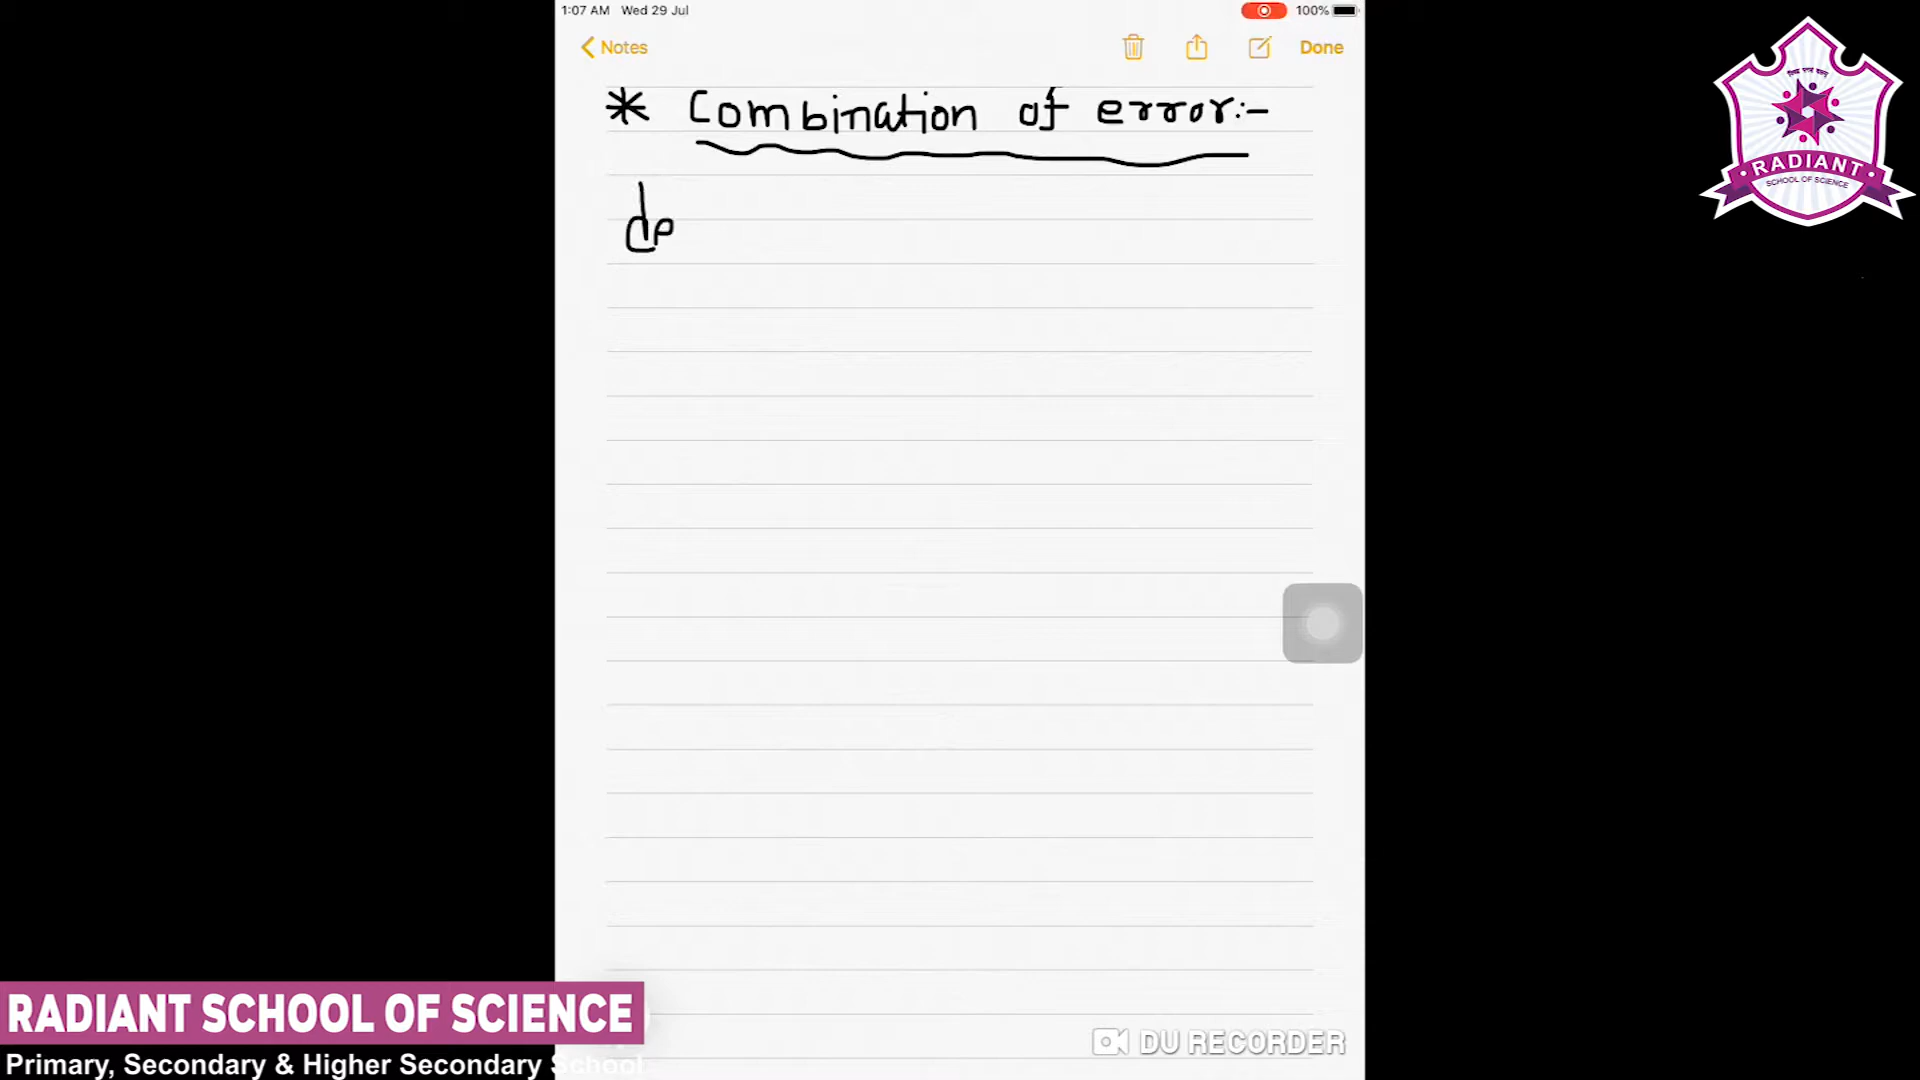 1:07 AM Wed 29 Jul 100%
Notes Done
* Combination of error:-
de
RADIANT
SCHOOL OF SCIENCE
RADIANT SCHOOL OF SCIENCE
Primary, Secondary & Higher Secondary School
DU RECORDER